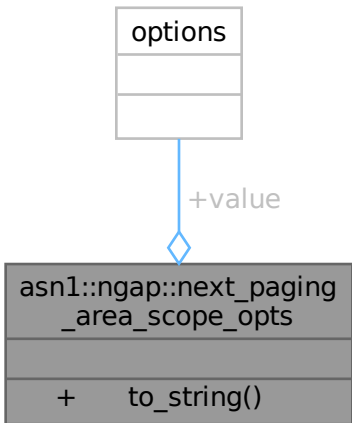 options
+value
asn1::ngap::next_paging
_area_scope_opts
+ to_string()